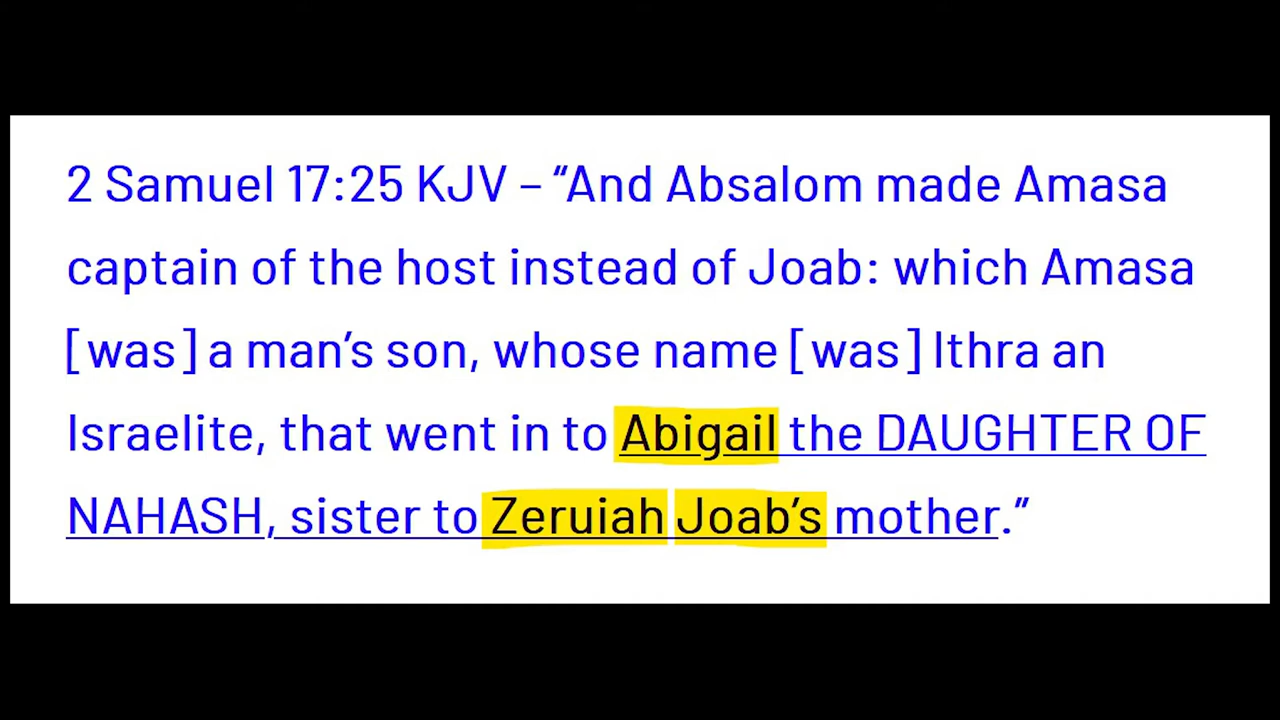 2 Samuel 17:25 KJV – “And Absalom made Amasa
captain of the host instead of Joab: which Amasa
[was] a man’s son, whose name [was] Ithra an
Israelite, that went in to Abigail the DAUGHTER OF
NAHASH, sister to Zeruiah Joab’s mother.”